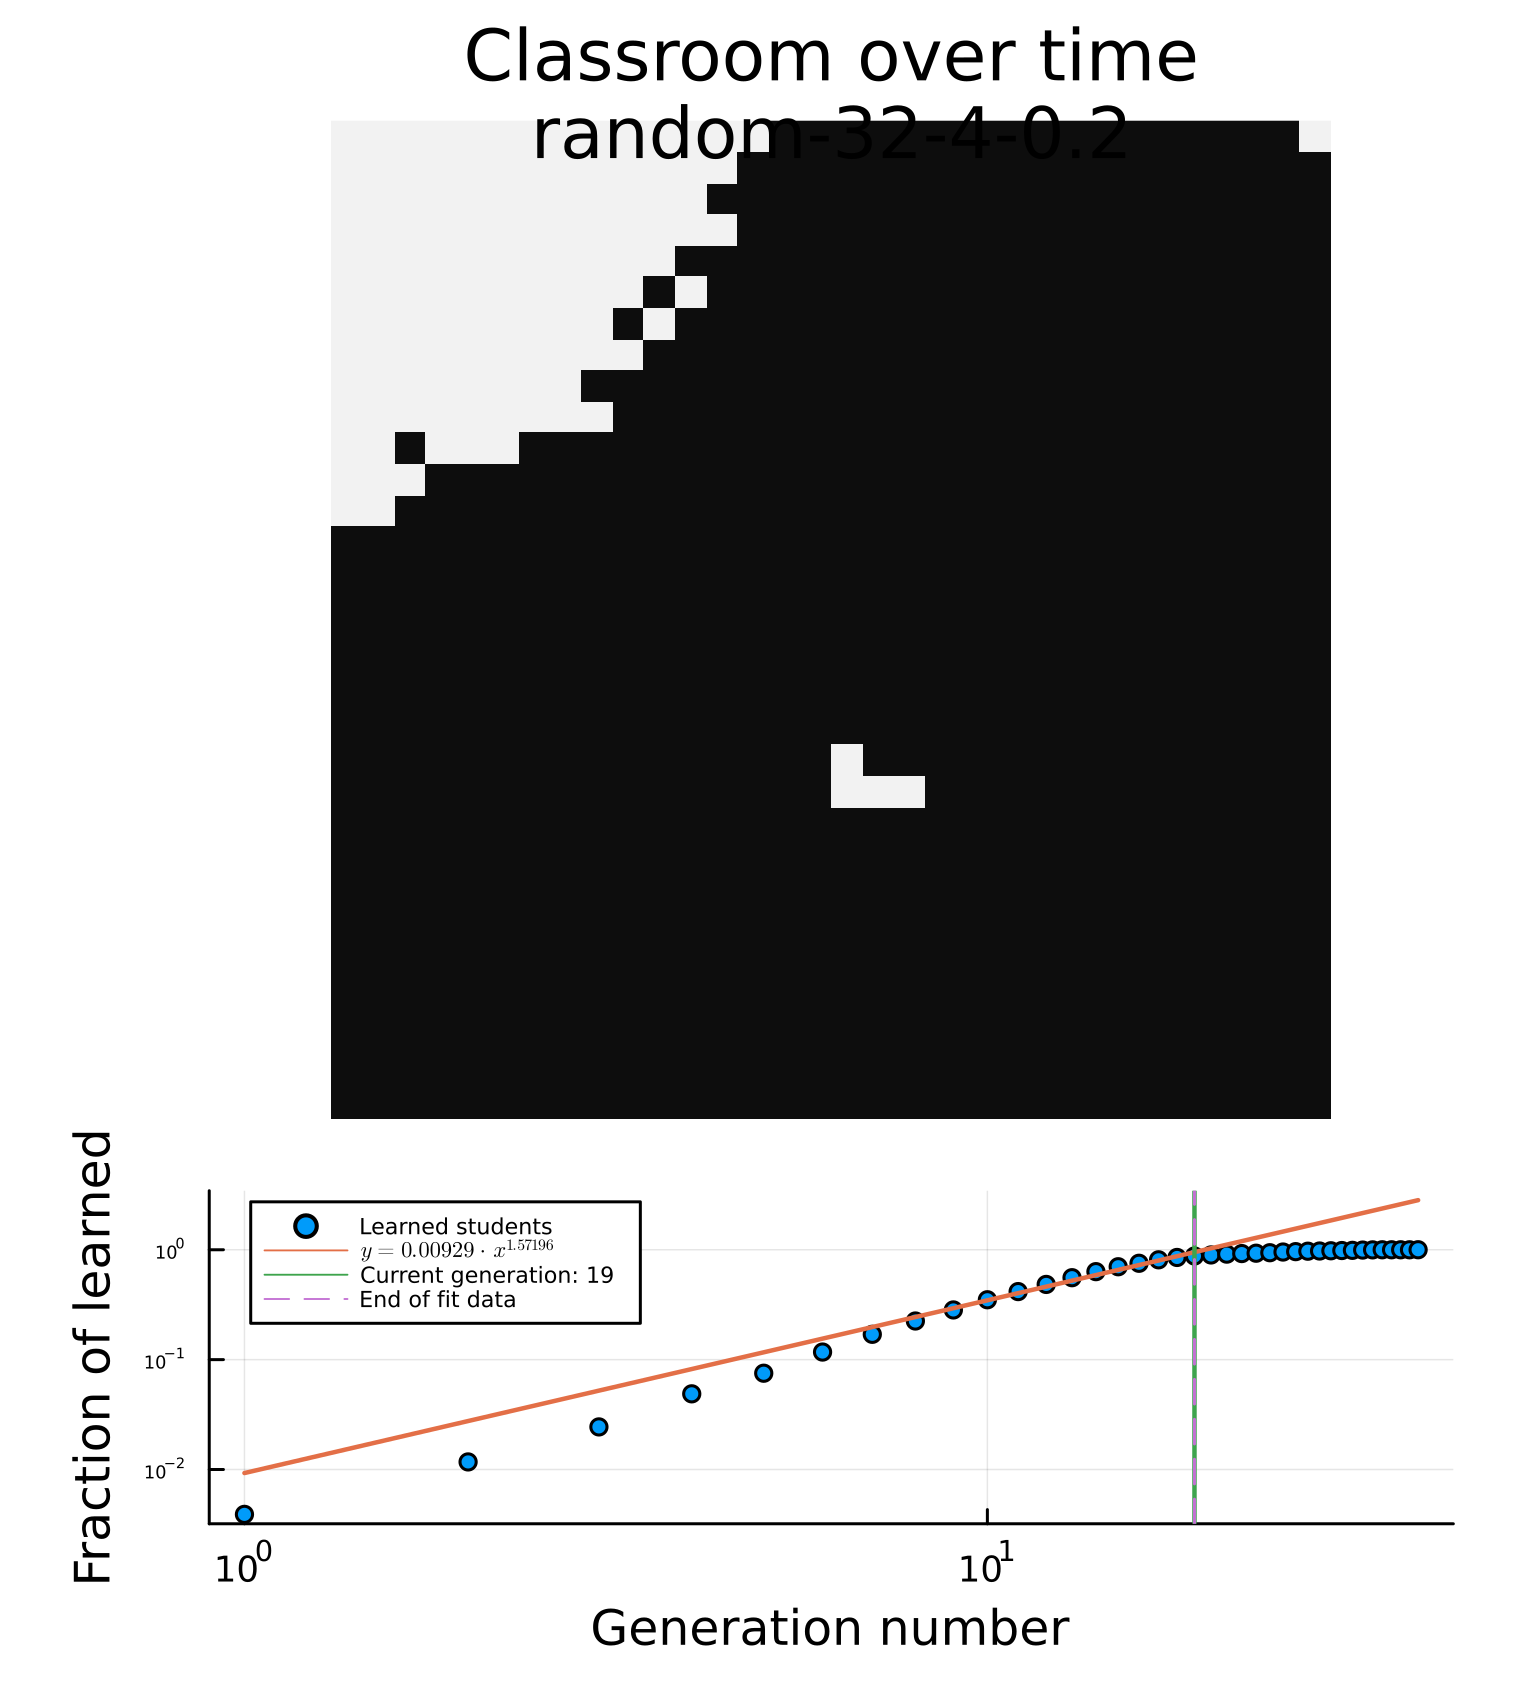 Classroom over time
random-32-4-0.2
Fraction of learned
10^0
10^-1
10^-2
Learned students
y = 0.00929 · x^1.57196
Current generation: 19
End of fit data
10^0
10^1
Generation number